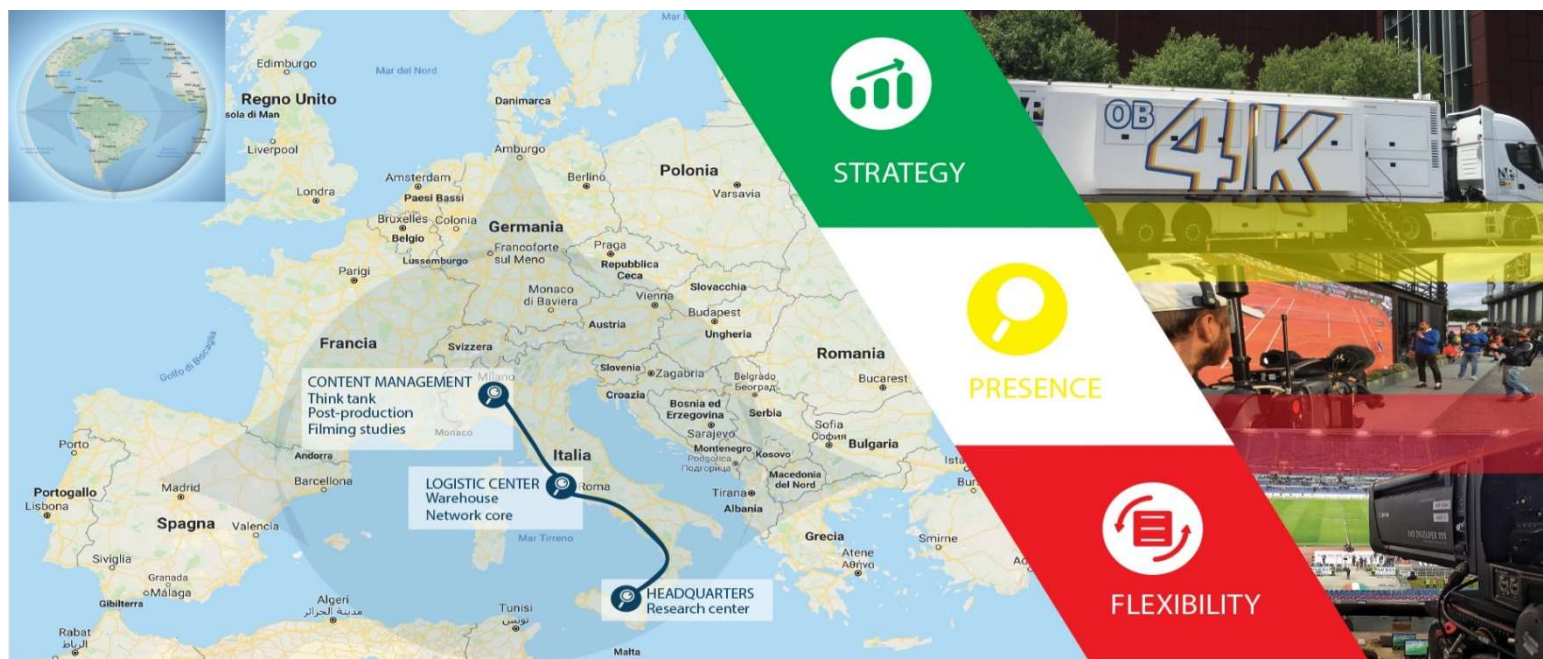 Edimburgo
Mar del Nord
Danimarca
Regno Unito
sola di Man
Liverpool
Amburgo
Amsterdam
Berlino
Polonia
Londra
Paesi Bassi
Varsavia
Bruxelles
Colonia
Belgio
Germania
Lussemburgo
Francoforte
sul Meno
Praga
Repubblica
Ceca
Parigi
Slovacchia
Monaco
di Baviera
Vienna
Budapest
Austria
Ungheria
Francia
Svizzera
Golfo di Biscaglia
Romania
Slovenia
Zagabria
Belgrado
Београд
Bucarest
Milano
CONTENT MANAGEMENT
Think tank
Post-production
Filming studies
Croazia
Bosnia ed
Erzegovina
Serbia
Monaco
Sarajevo
Sofia
София
Bulgaria
Porto
Andorra
Italia
Montenegro
Podgorica
Подгорица
Kosovo
Barcellona
LOGISTIC CENTER
Warehouse
Network core
Roma
Macedonia
del Nord
Ista
Bur
Madrid
Portogallo
Lisbona
Tirana
Albania
Spagna
Valencia
Mar Tirreno
Grecia
Smirne
Siviglia
Atene
Αθήνα
Granada
Málaga
HEADQUARTERS
Research center
Gibilterra
Algeri
مدينة الجزائر
Tunisi
تونس
Rabat
الرباط
Malta
STRATEGY
PRESENCE
FLEXIBILITY
OB
4K